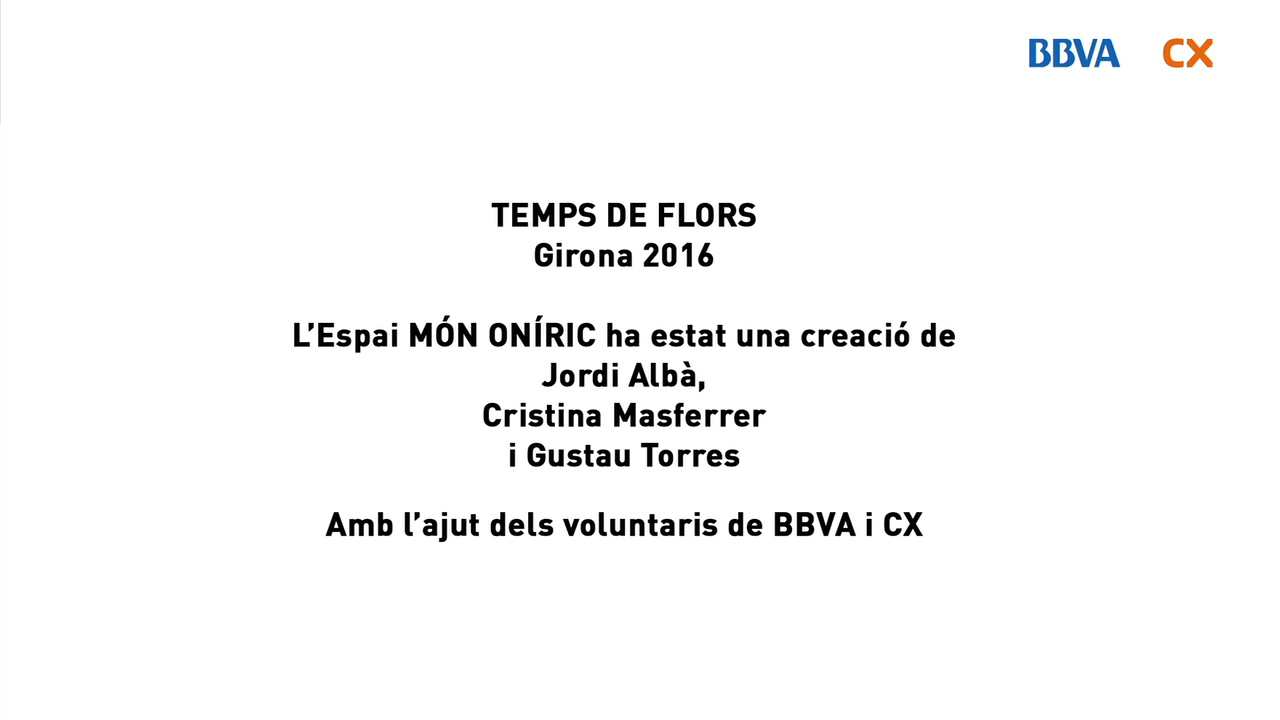 BBVA CX
TEMPS DE FLORS
Girona 2016
L’Espai MÓN ONÍRIC ha estat una creació de
Jordi Albà,
Cristina Masferrer
i Gustau Torres
Amb l’ajut dels voluntaris de BBVA i CX